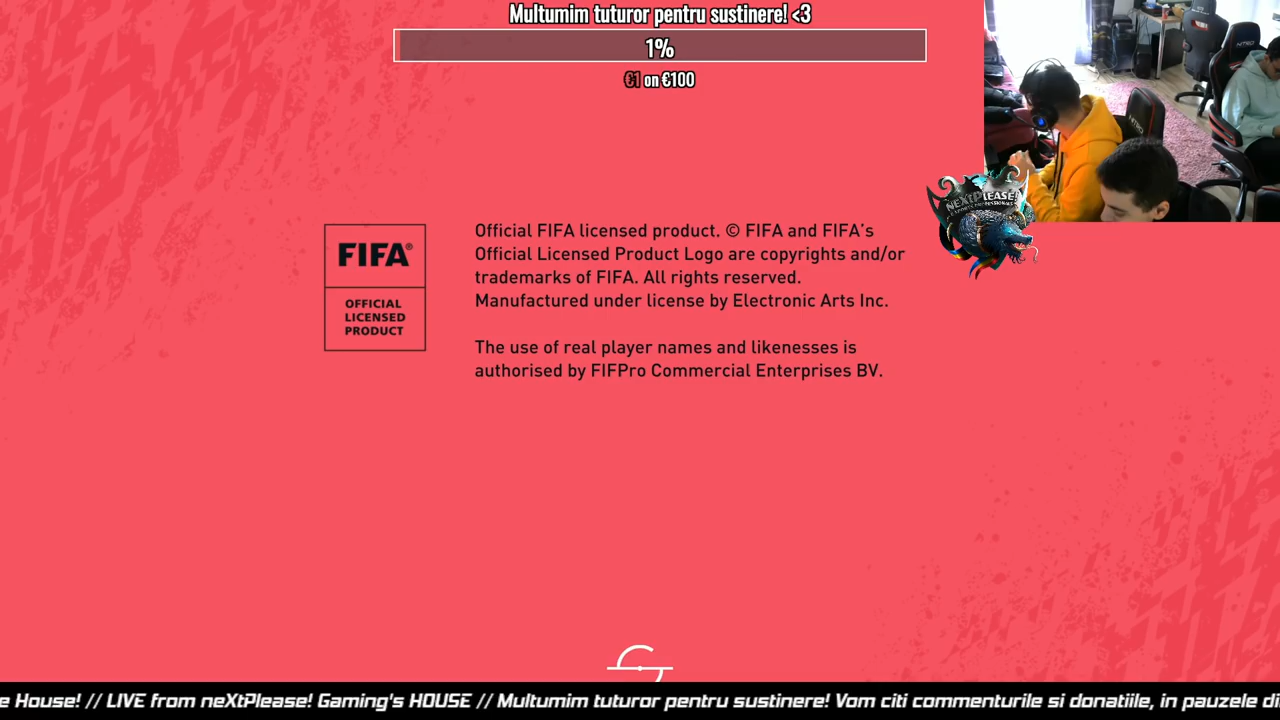 Multumim tuturor pentru sustinere! <3
1%
€1 on €100
NITRO
NITRO
NEXTPLEASE!
FIFA®
OFFICIAL
LICENSED
PRODUCT
Official FIFA licensed product. © FIFA and FIFA's
Official Licensed Product Logo are copyrights and/or
trademarks of FIFA. All rights reserved.
Manufactured under license by Electronic Arts Inc.
The use of real player names and likenesses is
authorised by FIFPro Commercial Enterprises BV.
e House! // LIVE from neXtPlease! Gaming's HOUSE // Multumim tuturor pentru sustinere! Vom citi commenturile si donatiile, in pauzele di